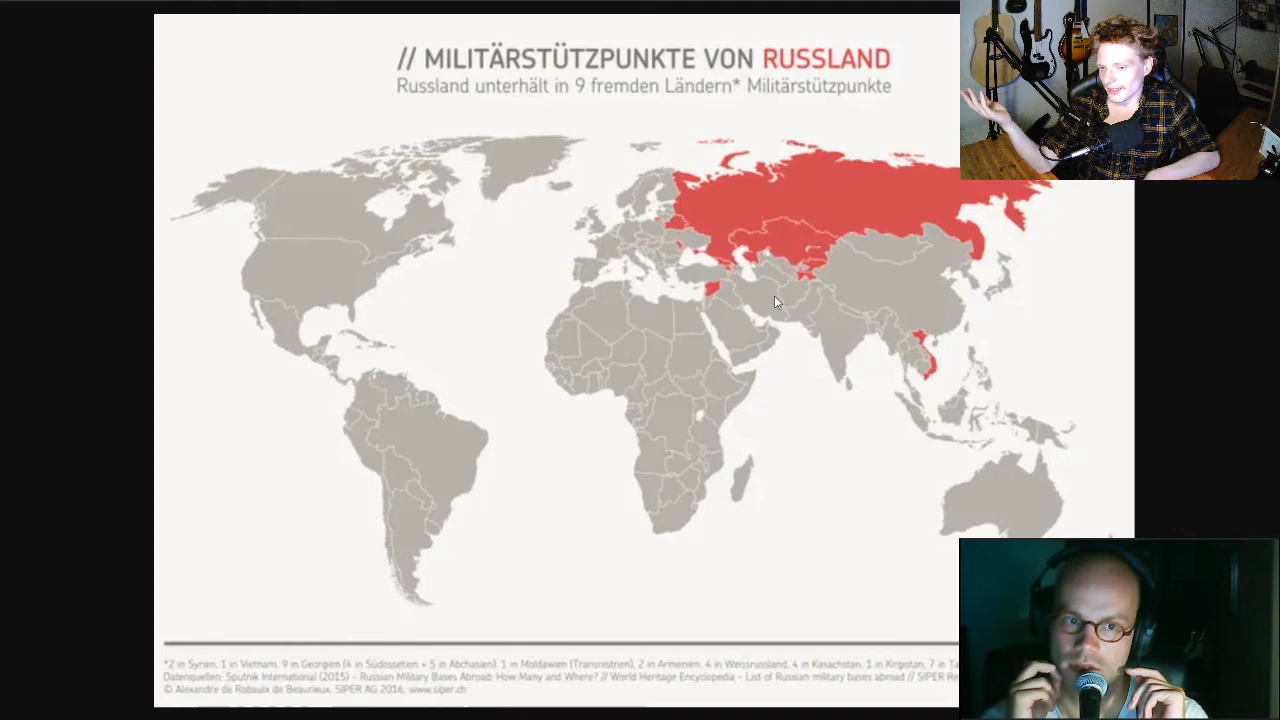 // MILITÄRSTÜTZPUNKTE VON RUSSLAND
Russland unterhält in 9 fremden Ländern* Militärstützpunkte
*2 in Syrien, 1 in Vietnam, 9 in Georgien (4 in Südossetien + 5 in Abchasien), 1 in Moldawien (Transnistrien), 2 in Armenien, 4 in Weissrussland, 4 in Kasachstan, 1 in Kirgistan, 7 in Ta
Datenquellen: Sputnik International (2015) - Russian Military Bases Abroad: How Many and Where? // World Heritage Encyclopedia - List of Russian military bases abroad // SIPER Re
© Alexandre de Robaulx de Beaurieux, SIPER AG 2016, www.siper.ch